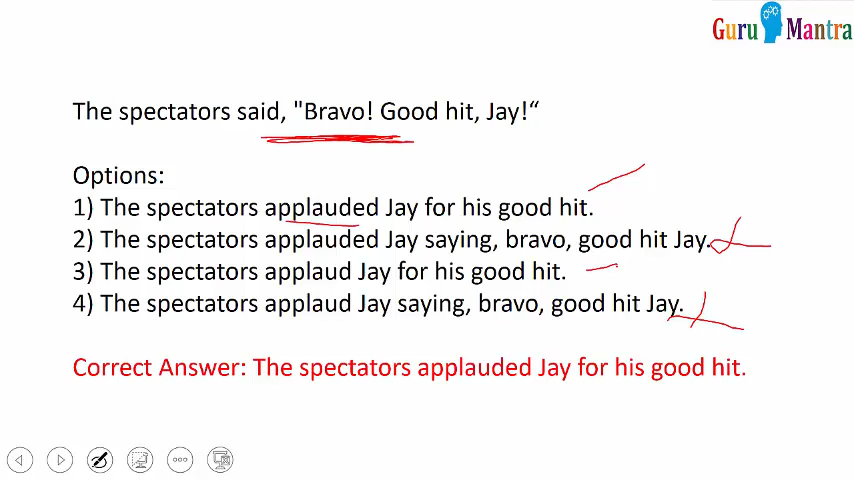 Guru Mantra
The spectators said, "Bravo! Good hit, Jay!“
Options:
1) The spectators applauded Jay for his good hit.
2) The spectators applauded Jay saying, bravo, good hit Jay.
3) The spectators applaud Jay for his good hit.
4) The spectators applaud Jay saying, bravo, good hit Jay.
Correct Answer: The spectators applauded Jay for his good hit.